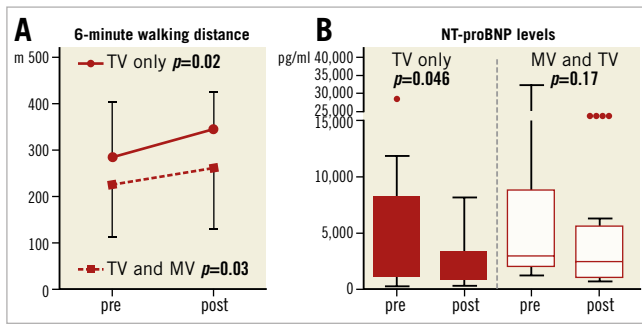 A
6-minute walking distance
m 500
400
300
200
100
0
TV only p=0.02
TV and MV p=0.03
pre post
B
NT-proBNP levels
pg/ml 40,000
35,000
30,000
25,000
15,000
10,000
5,000
0
TV only
p=0.046
MV and TV
p=0.17
pre post pre post